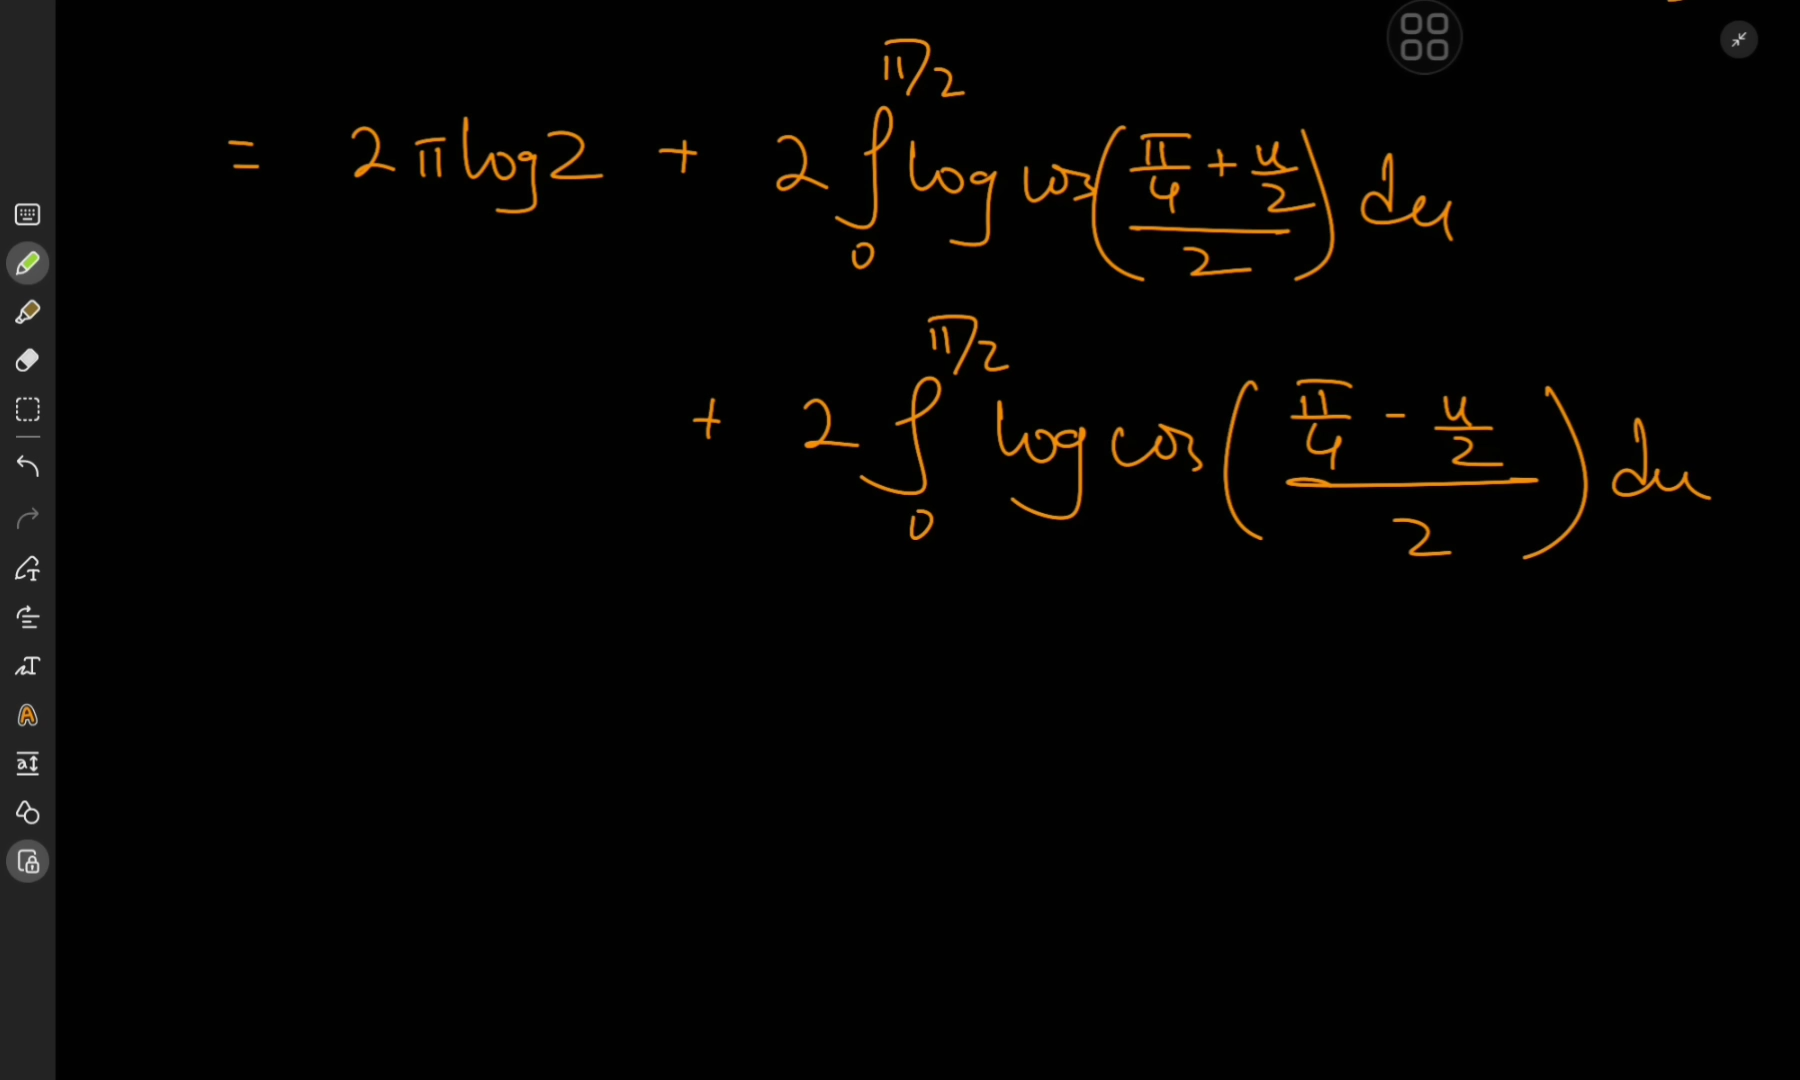 = 2π log 2 + 2 ∫₀^{π/2} log cos((π/4 + u/2)/2) du
+ 2 ∫₀^{π/2} log cos((π/4 - u/2)/2) du